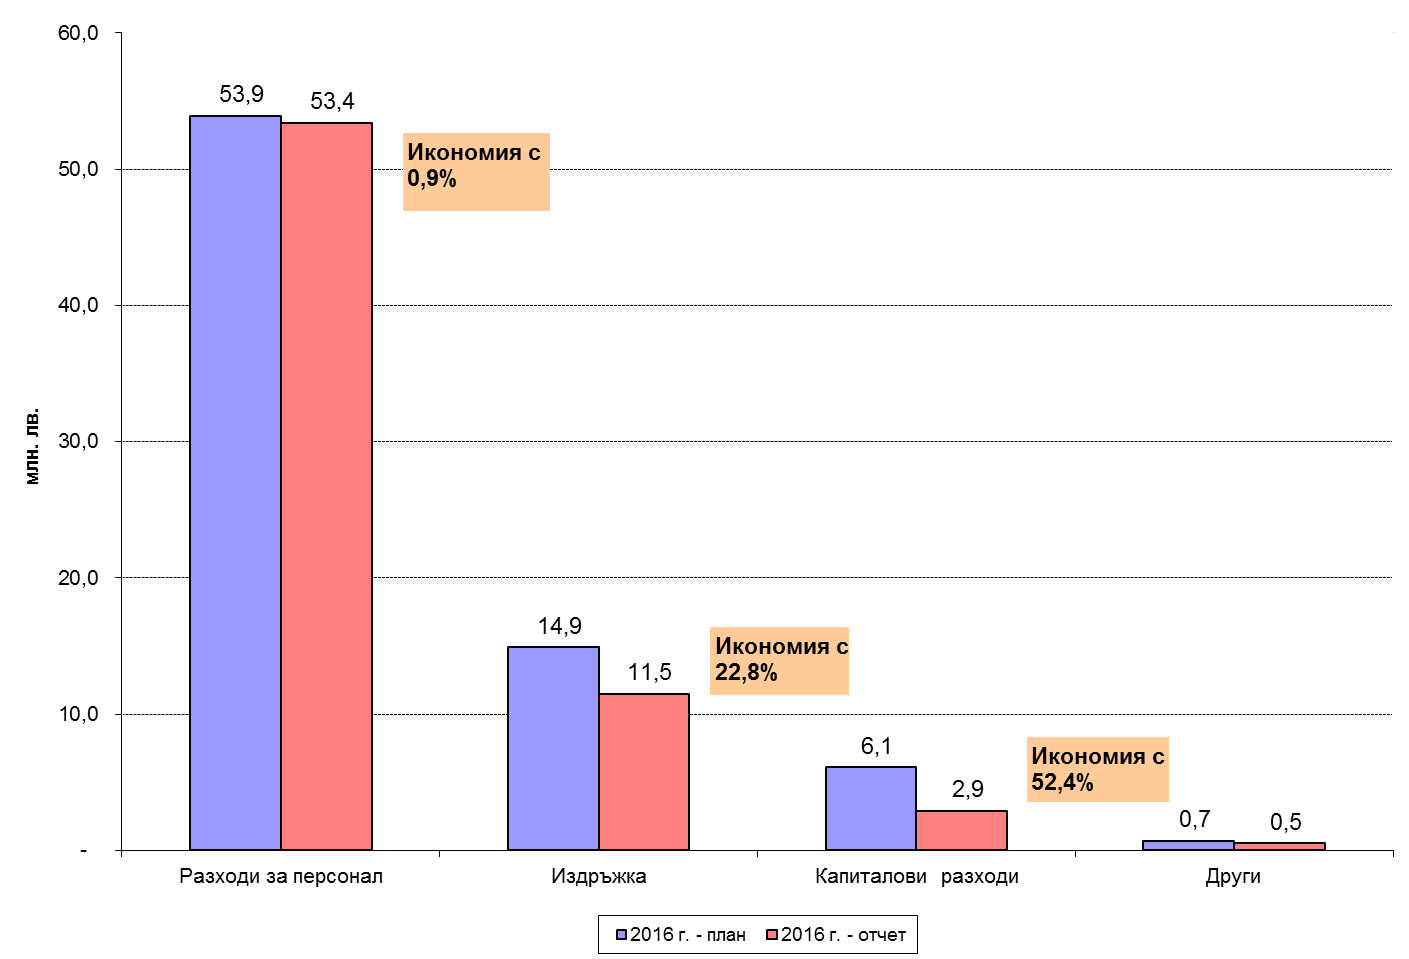 60,0
53,9
53,4
Икономия с
0,9%
50,0
40,0
млн. лв.
30,0
20,0
14,9
11,5
Икономия с
22,8%
10,0
6,1
2,9
Икономия с
52,4%
0,7
0,5
-
Разходи за персонал
Издръжка
Капиталови разходи
Други
2016 г. - план
2016 г. - отчет